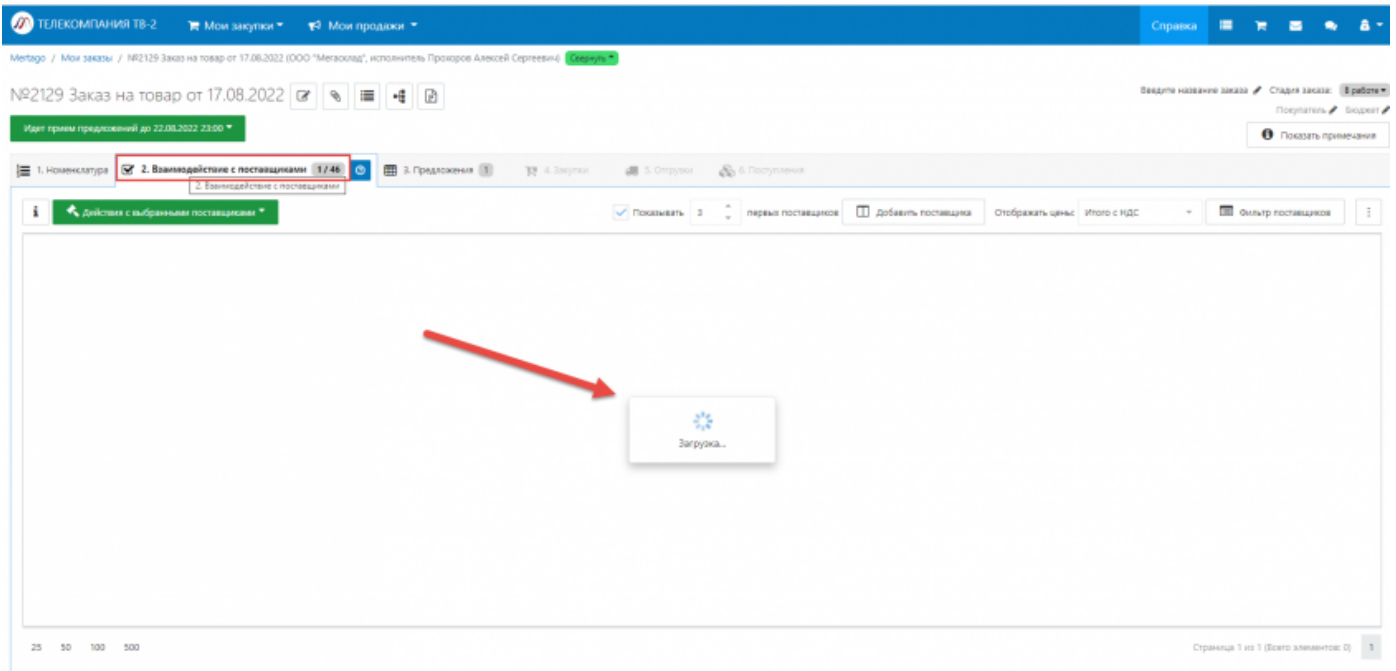 ТЕЛЕКОМПАНИЯ ТВ-2 Мои закупки Мои продажи Справка
Mertago / Мои заказы / №2129 Заказ на товар от 17.08.2022 (ООО "Мегасклад", исполнитель Прохоров Алексей Сергеевич) Свернуть
№2129 Заказ на товар от 17.08.2022
Введите название заказа Стадия заказа: В работе
Покупатель Бюджет
Идет прием предложений до 22.08.2022 23:00
Показать примечания
1. Номенклатура 2. Взаимодействие с поставщиками 1 / 46 3. Предложения 1 4. Закупки 5. Отгрузки 6. Поступления
2. Взаимодействие с поставщиками
i Действия с выбранными поставщиками Показывать 3 первых поставщиков Добавить поставщика Отображать цены: Итого с НДС Фильтр поставщиков
Загрузка...
25 50 100 500 Страница 1 из 1 (Всего элементов: 0) 1